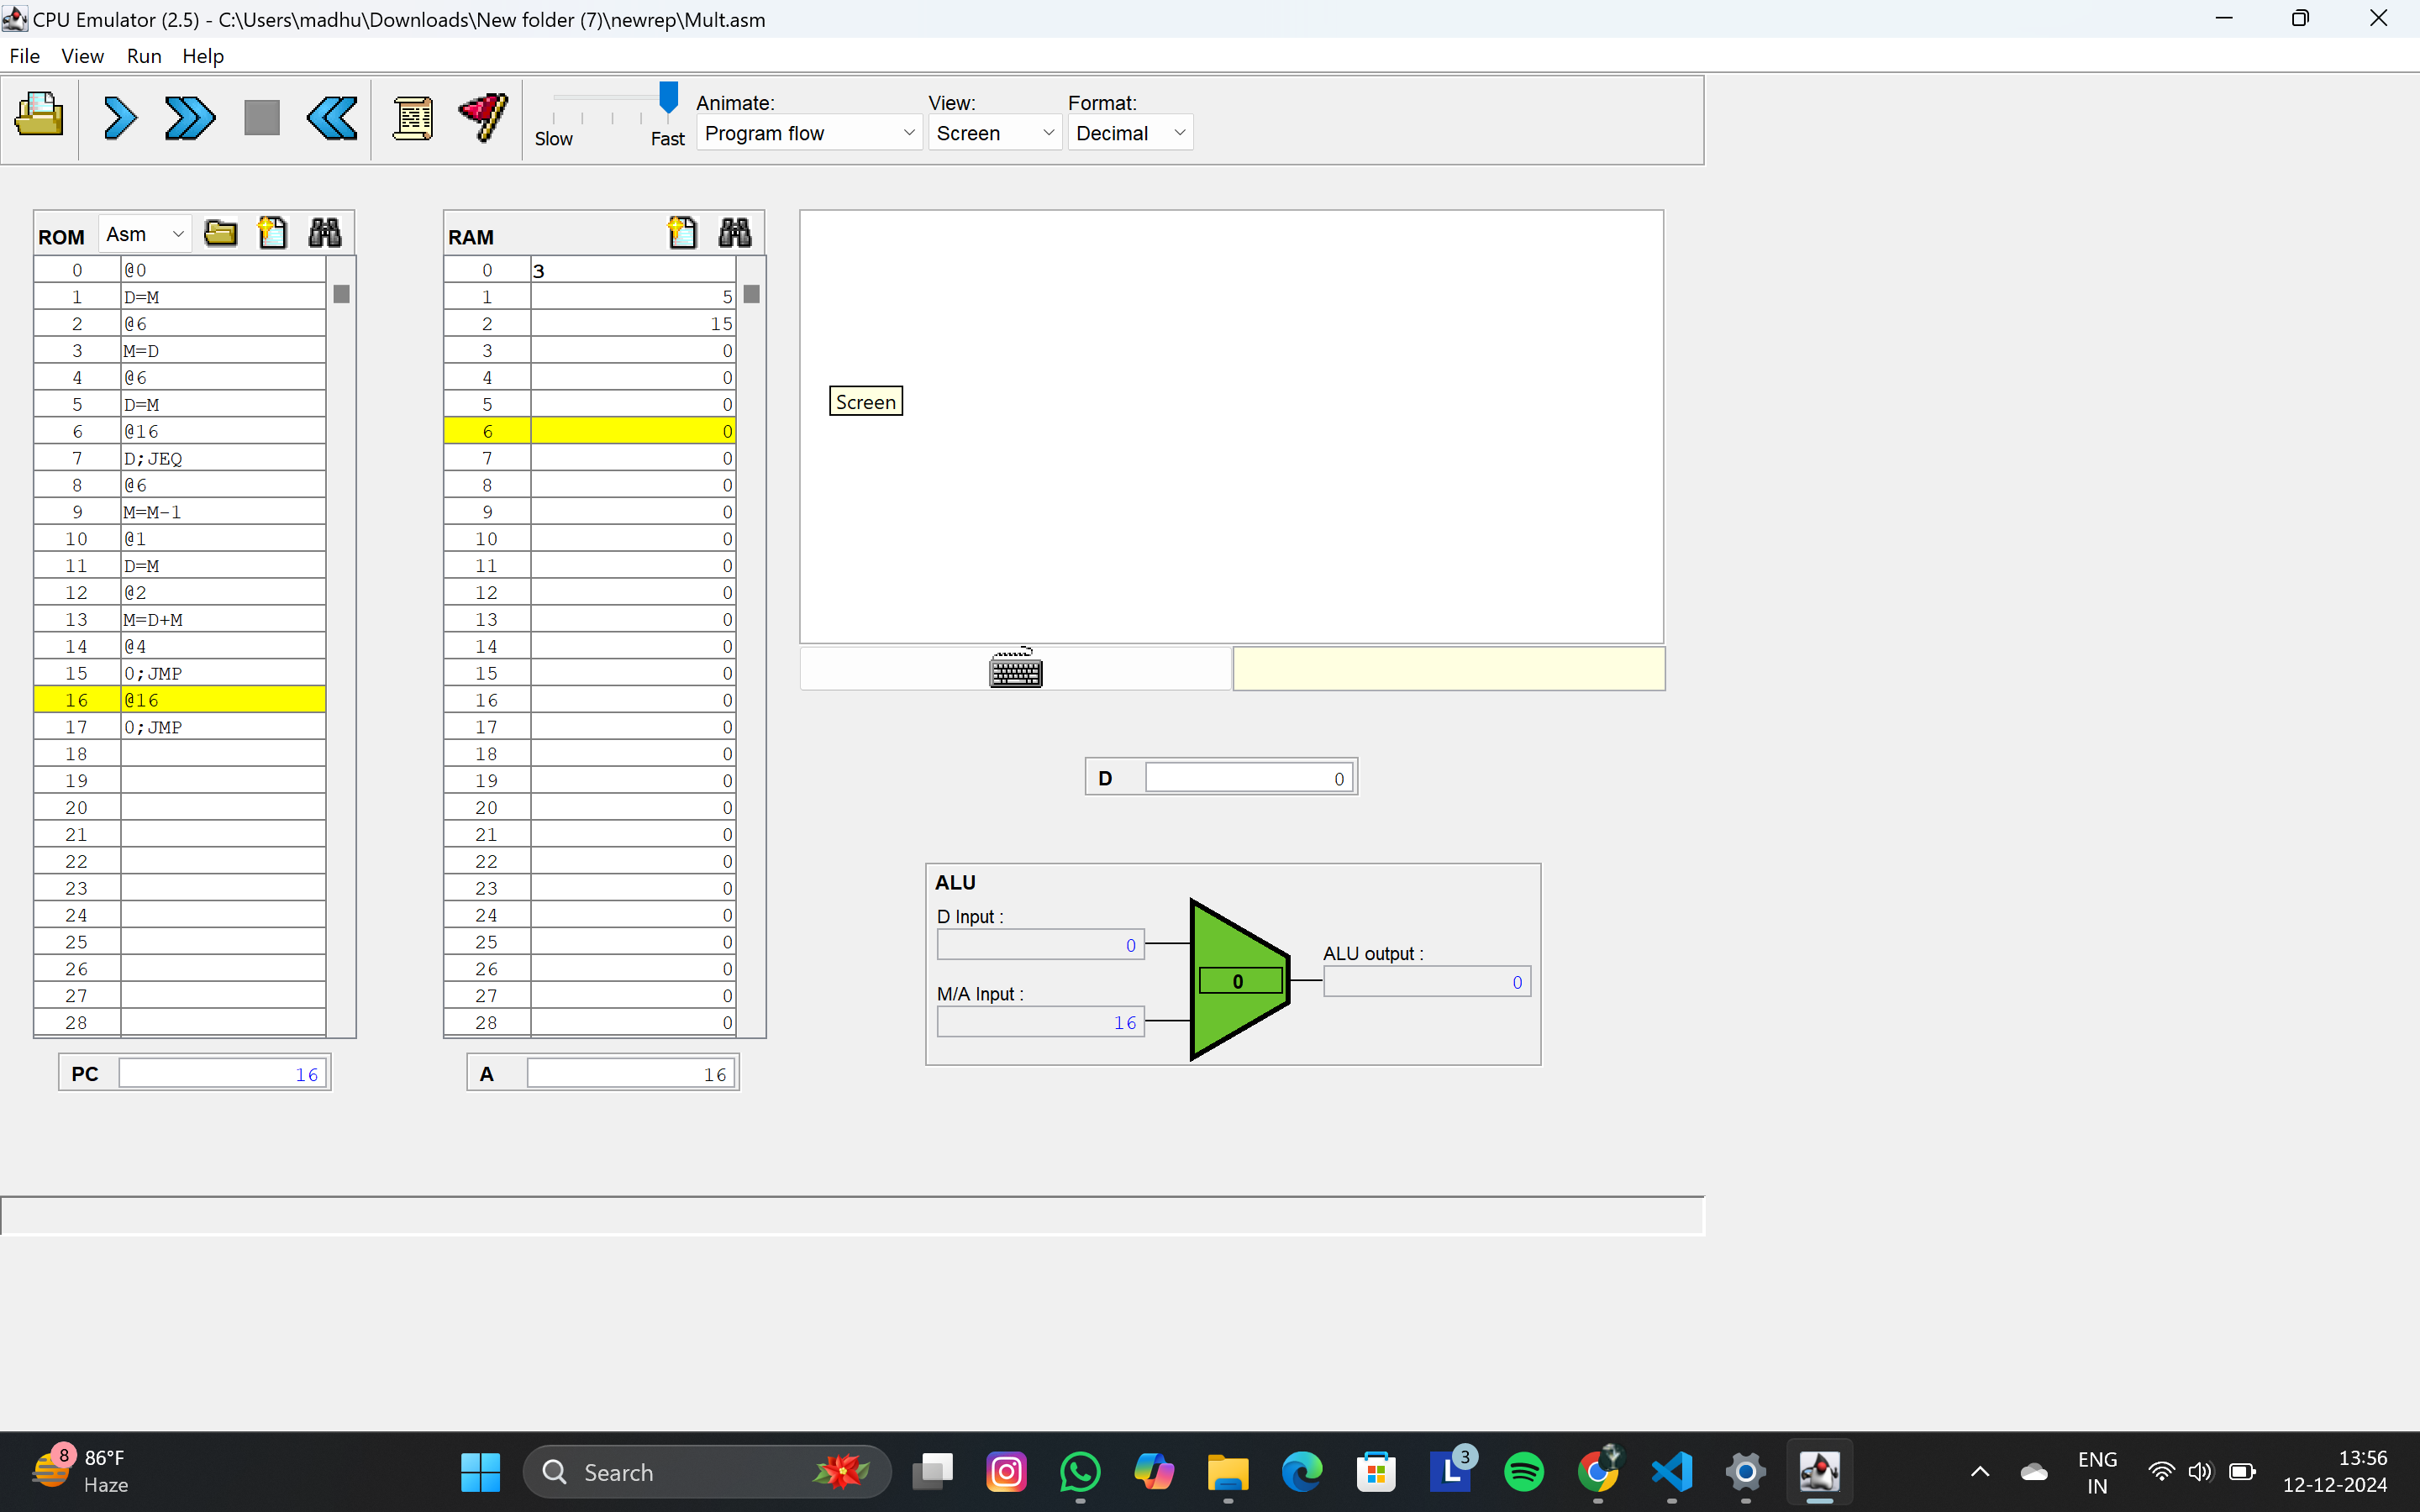 CPU Emulator (2.5) - C:\Users\madhu\Downloads\New folder (7)\newrep\Mult.asm
File View Run Help
Slow Fast
Animate:
Program flow
View:
Screen
Format:
Decimal
ROM Asm
0 @0
1 D=M
2 @6
3 M=D
4 @6
5 D=M
6 @16
7 D;JEQ
8 @6
9 M=M-1
10 @1
11 D=M
12 @2
13 M=D+M
14 @4
15 0;JMP
16 @16
17 0;JMP
18
19
20
21
22
23
24
25
26
27
28
PC 16
RAM
0 3
1 5
2 15
3 0
4 0
5 0
6 0
7 0
8 0
9 0
10 0
11 0
12 0
13 0
14 0
15 0
16 0
17 0
18 0
19 0
20 0
21 0
22 0
23 0
24 0
25 0
26 0
27 0
28 0
A 16
Screen
D 0
ALU
D Input :
0
M/A Input :
16
0
ALU output :
0
8
86°F
Haze
Search
L
3
ENG
IN
13:56
12-12-2024